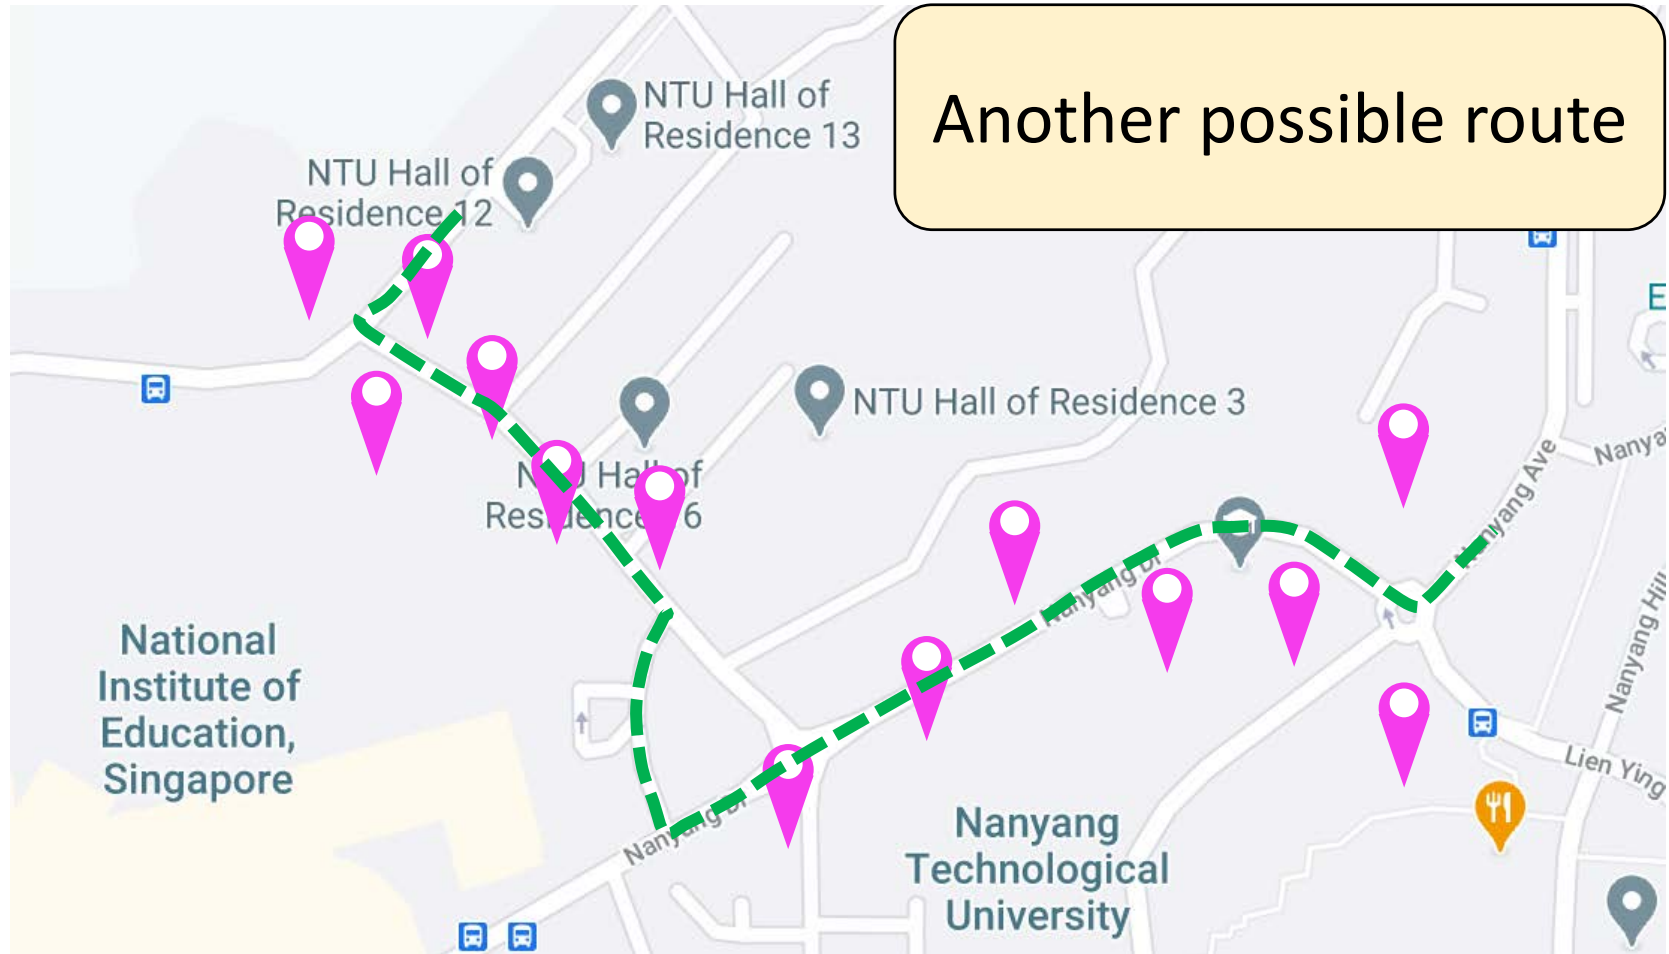 Another possible route
NTU Hall of
Residence 13
NTU Hall of
Residence 12
E
NTU Hall of Residence 3
Nanya
Nanyang Ave
NTU Hall of
Residence 6
Nanyang Dr
National
Institute of
Education,
Singapore
Nanyang Hill
Lien Ying
Nanyang Dr
Nanyang
Technological
University